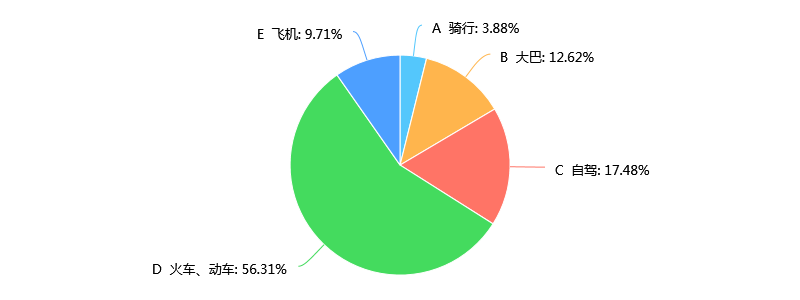 E 飞机: 9.71%
A 骑行: 3.88%
B 大巴: 12.62%
C 自驾: 17.48%
D 火车、动车: 56.31%